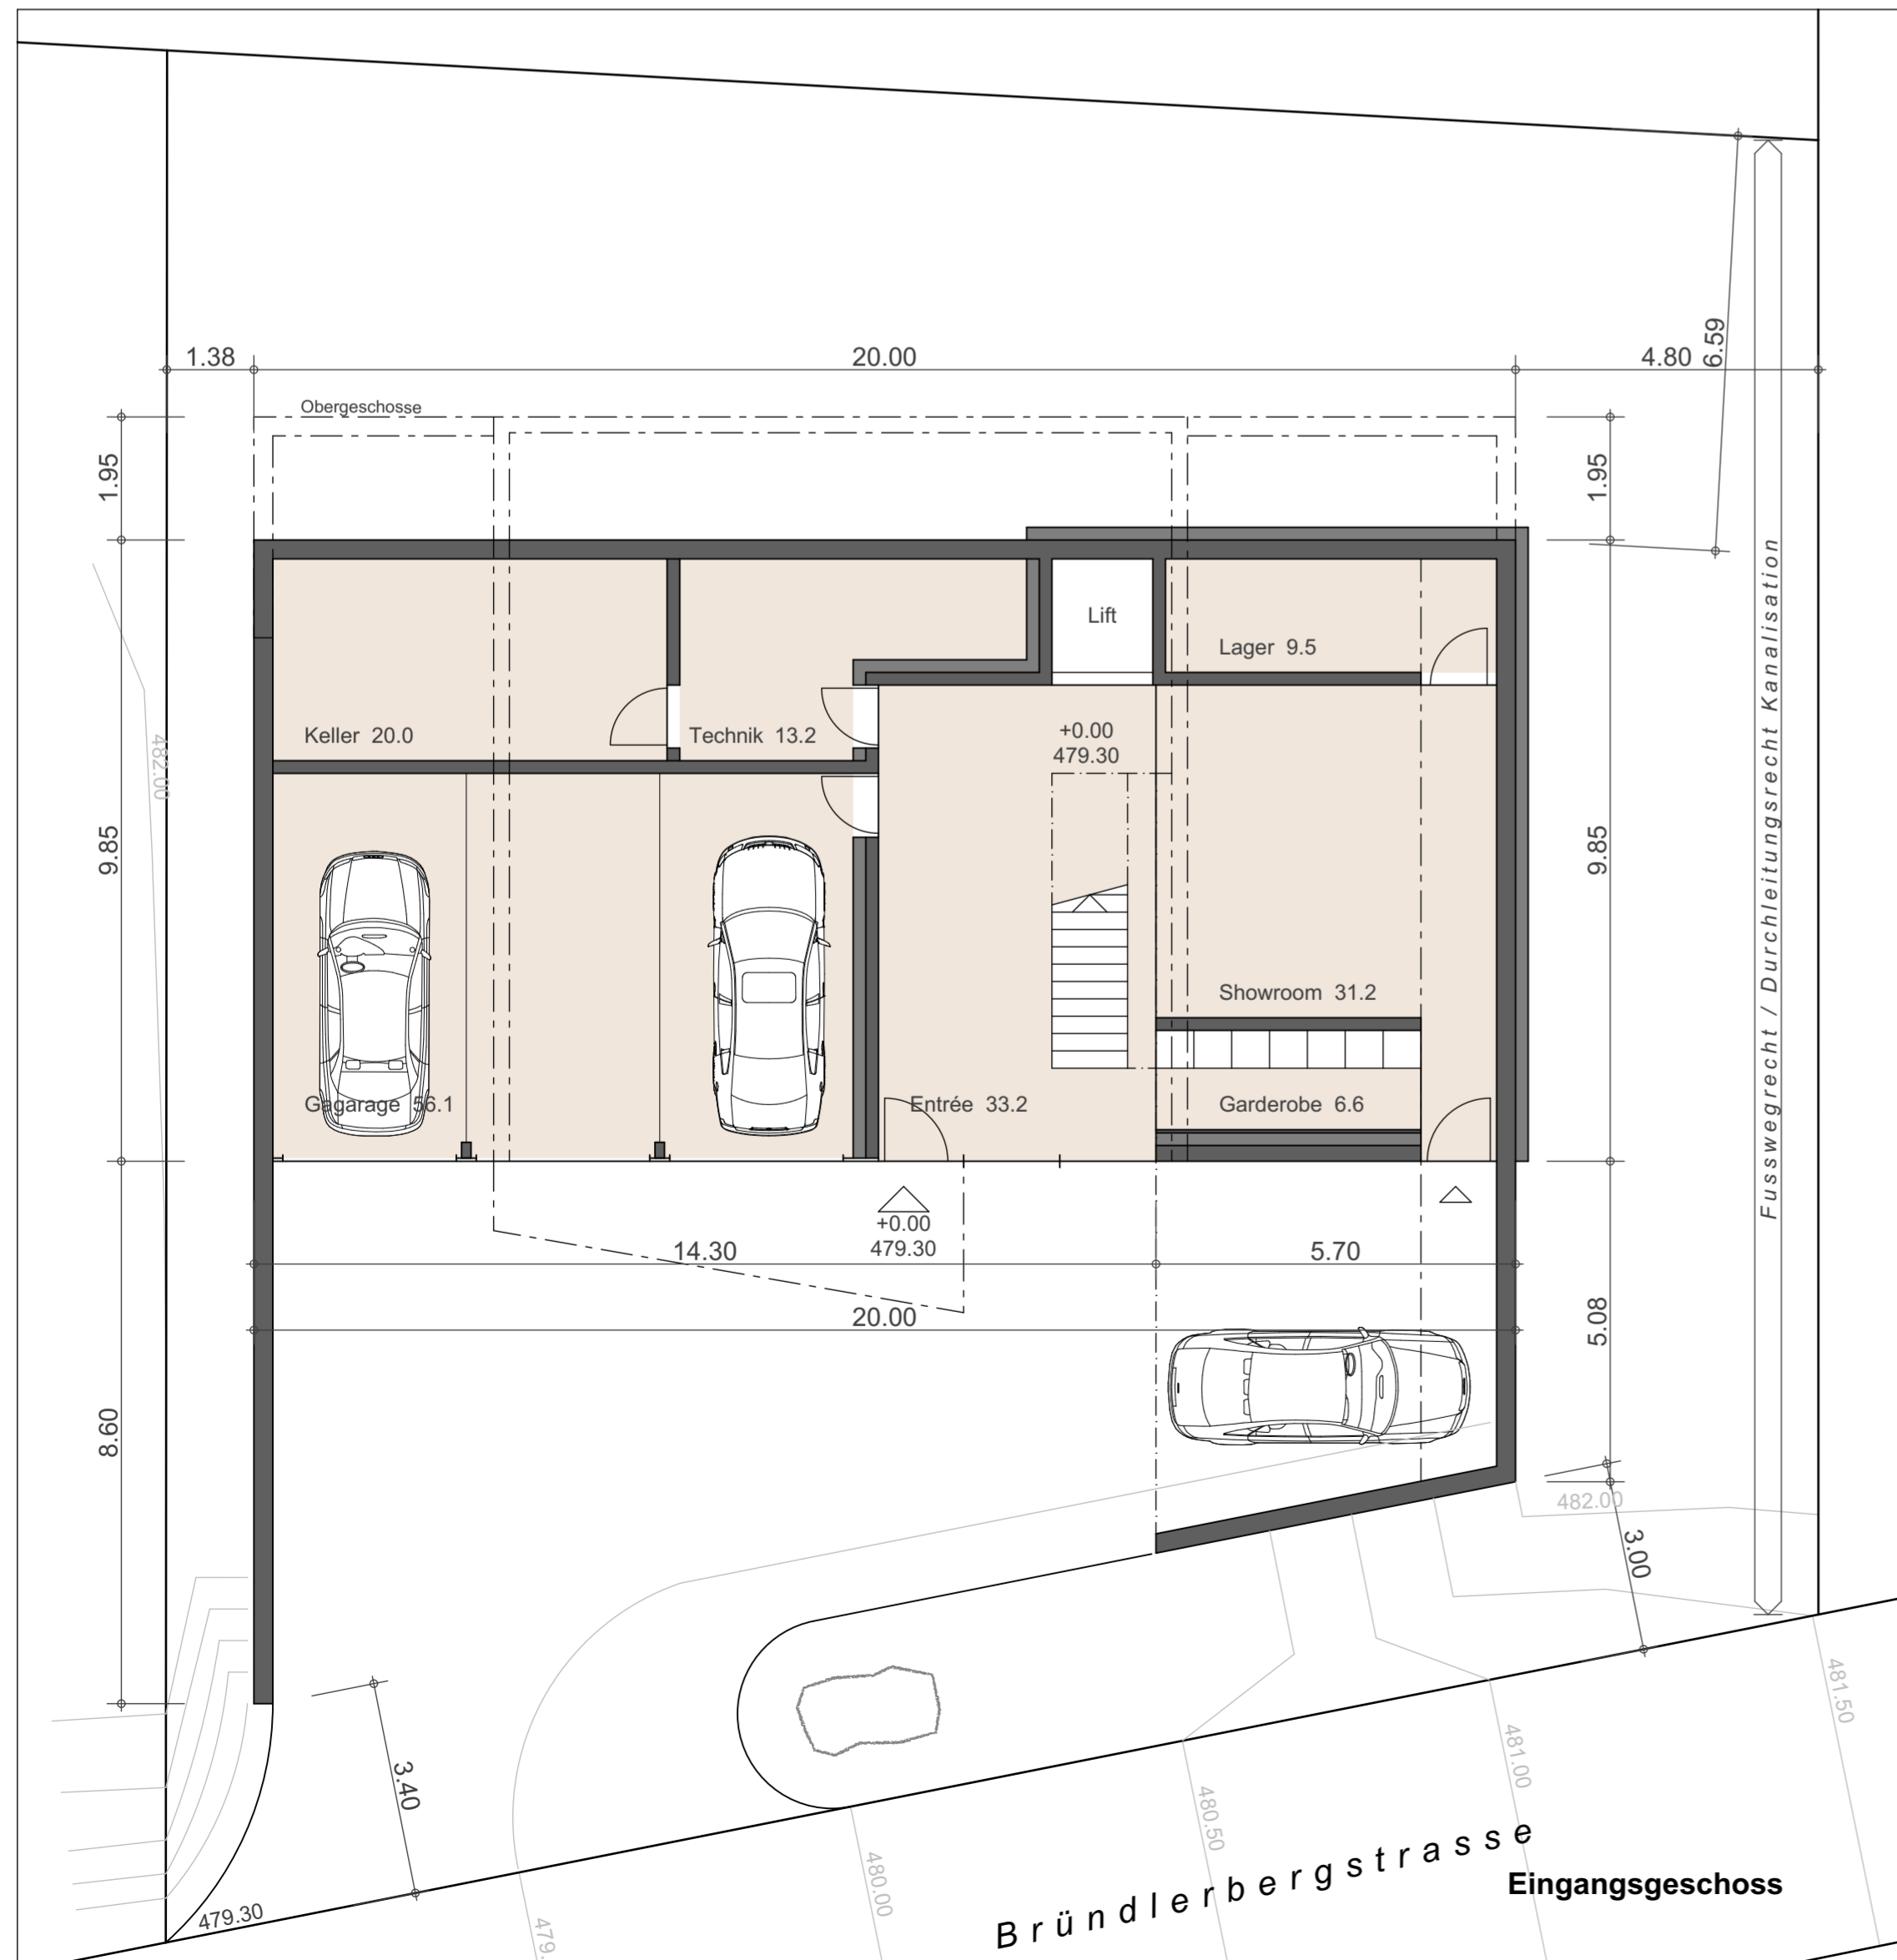 1.38
20.00
4.80
6.59
Obergeschosse
1.95
1.95
Lift
Lager 9.5
Keller 20.0
Technik 13.2
+0.00
479.30
482.00
9.85
9.85
Fusswegrecht / Durchleitungsrecht Kanalisation
Showroom 31.2
Gagarage 56.1
Entrée 33.2
Garderobe 6.6
+0.00
479.30
14.30
5.70
20.00
5.08
8.60
482.00
3.00
3.40
481.50
481.00
480.50
480.00
479.
479.30
Bründlerbergstrasse
Eingangsgeschoss